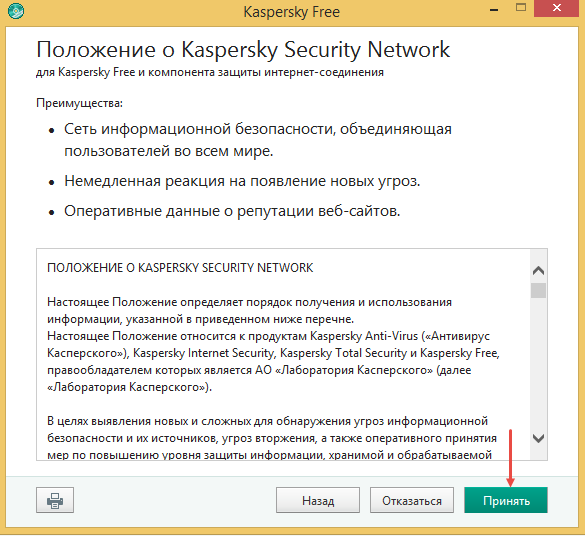 Kaspersky Free
Положение о Kaspersky Security Network
для Kaspersky Free и компонента защиты интернет-соединения
Преимущества:
• Сеть информационной безопасности, объединяющая
пользователей во всем мире.
• Немедленная реакция на появление новых угроз.
• Оперативные данные о репутации веб-сайтов.
ПОЛОЖЕНИЕ О KASPERSKY SECURITY NETWORK
Настоящее Положение определяет порядок получения и использования
информации, указанной в приведенном ниже перечне.
Настоящее Положение относится к продуктам Kaspersky Anti-Virus («Антивирус
Касперского»), Kaspersky Internet Security, Kaspersky Total Security и Kaspersky Free,
правообладателем которых является АО «Лаборатория Касперского» (далее
«Лаборатория Касперского»).
В целях выявления новых и сложных для обнаружения угроз информационной
безопасности и их источников, угроз вторжения, а также оперативного принятия
мер по повышению уровня защиты информации, хранимой и обрабатываемой
Назад
Отказаться
Принять